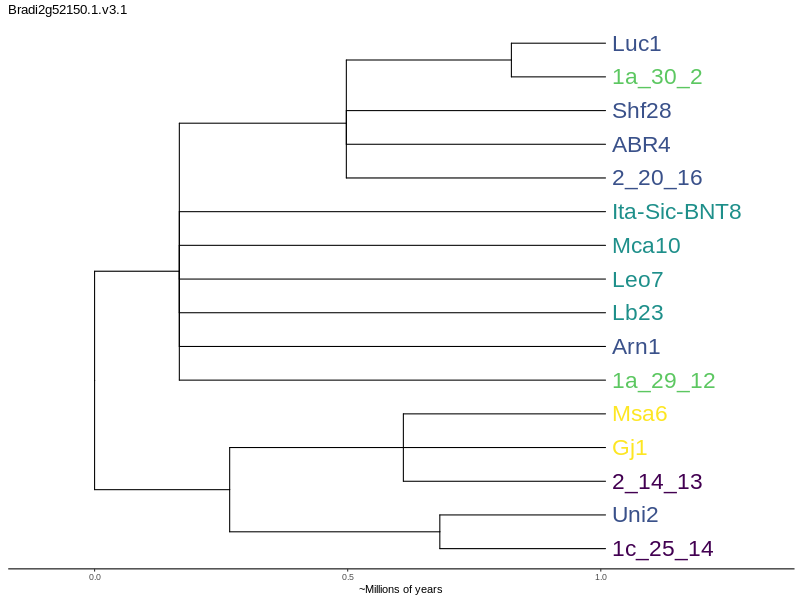 Bradi2g52150.1.v3.1
Luc1
1a_30_2
Shf28
ABR4
2_20_16
Ita-Sic-BNT8
Mca10
Leo7
Lb23
Arn1
1a_29_12
Msa6
Gj1
2_14_13
Uni2
1c_25_14
0.0 0.5 1.0
~Millions of years